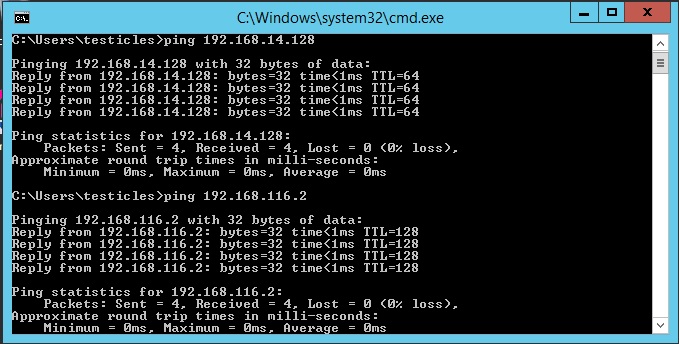 C:\Windows\system32\cmd.exe
C:\Users\testicles>ping 192.168.14.128
Pinging 192.168.14.128 with 32 bytes of data:
Reply from 192.168.14.128: bytes=32 time<1ms TTL=64
Reply from 192.168.14.128: bytes=32 time<1ms TTL=64
Reply from 192.168.14.128: bytes=32 time<1ms TTL=64
Reply from 192.168.14.128: bytes=32 time<1ms TTL=64
Ping statistics for 192.168.14.128:
Packets: Sent = 4, Received = 4, Lost = 0 (0% loss),
Approximate round trip times in milli-seconds:
Minimum = 0ms, Maximum = 0ms, Average = 0ms
C:\Users\testicles>ping 192.168.116.2
Pinging 192.168.116.2 with 32 bytes of data:
Reply from 192.168.116.2: bytes=32 time<1ms TTL=128
Reply from 192.168.116.2: bytes=32 time<1ms TTL=128
Reply from 192.168.116.2: bytes=32 time<1ms TTL=128
Reply from 192.168.116.2: bytes=32 time<1ms TTL=128
Ping statistics for 192.168.116.2:
Packets: Sent = 4, Received = 4, Lost = 0 (0% loss),
Approximate round trip times in milli-seconds:
Minimum = 0ms, Maximum = 0ms, Average = 0ms